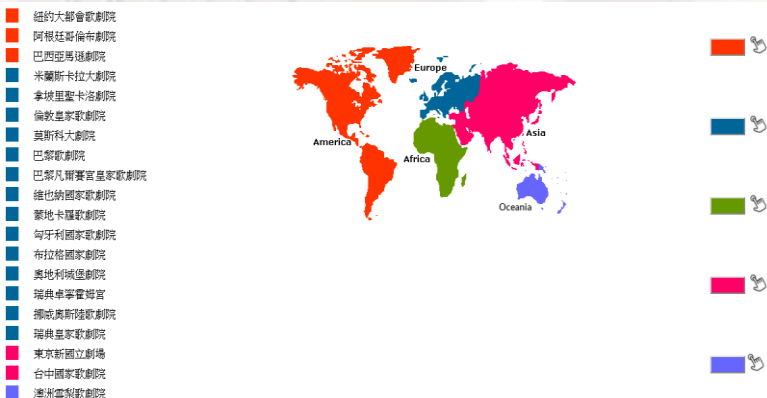 紐約大都會歌劇院
阿根廷哥倫布劇院
巴西亞馬遜劇院
米蘭斯卡拉大劇院
拿坡里聖卡洛劇院
倫敦皇家歌劇院
莫斯科大劇院
巴黎歌劇院
巴黎凡爾賽宮皇家歌劇院
維也納國家歌劇院
蒙地卡羅歌劇院
匈牙利國家歌劇院
布拉格國家歌劇院
奧地利城堡劇院
瑞典卓寧霍姆宮
挪威奧斯陸歌劇院
瑞典皇家歌劇院
東京新國立劇場
台中國家歌劇院
澳洲雪梨歌劇院
Europe
America
Asia
Africa
Oceania